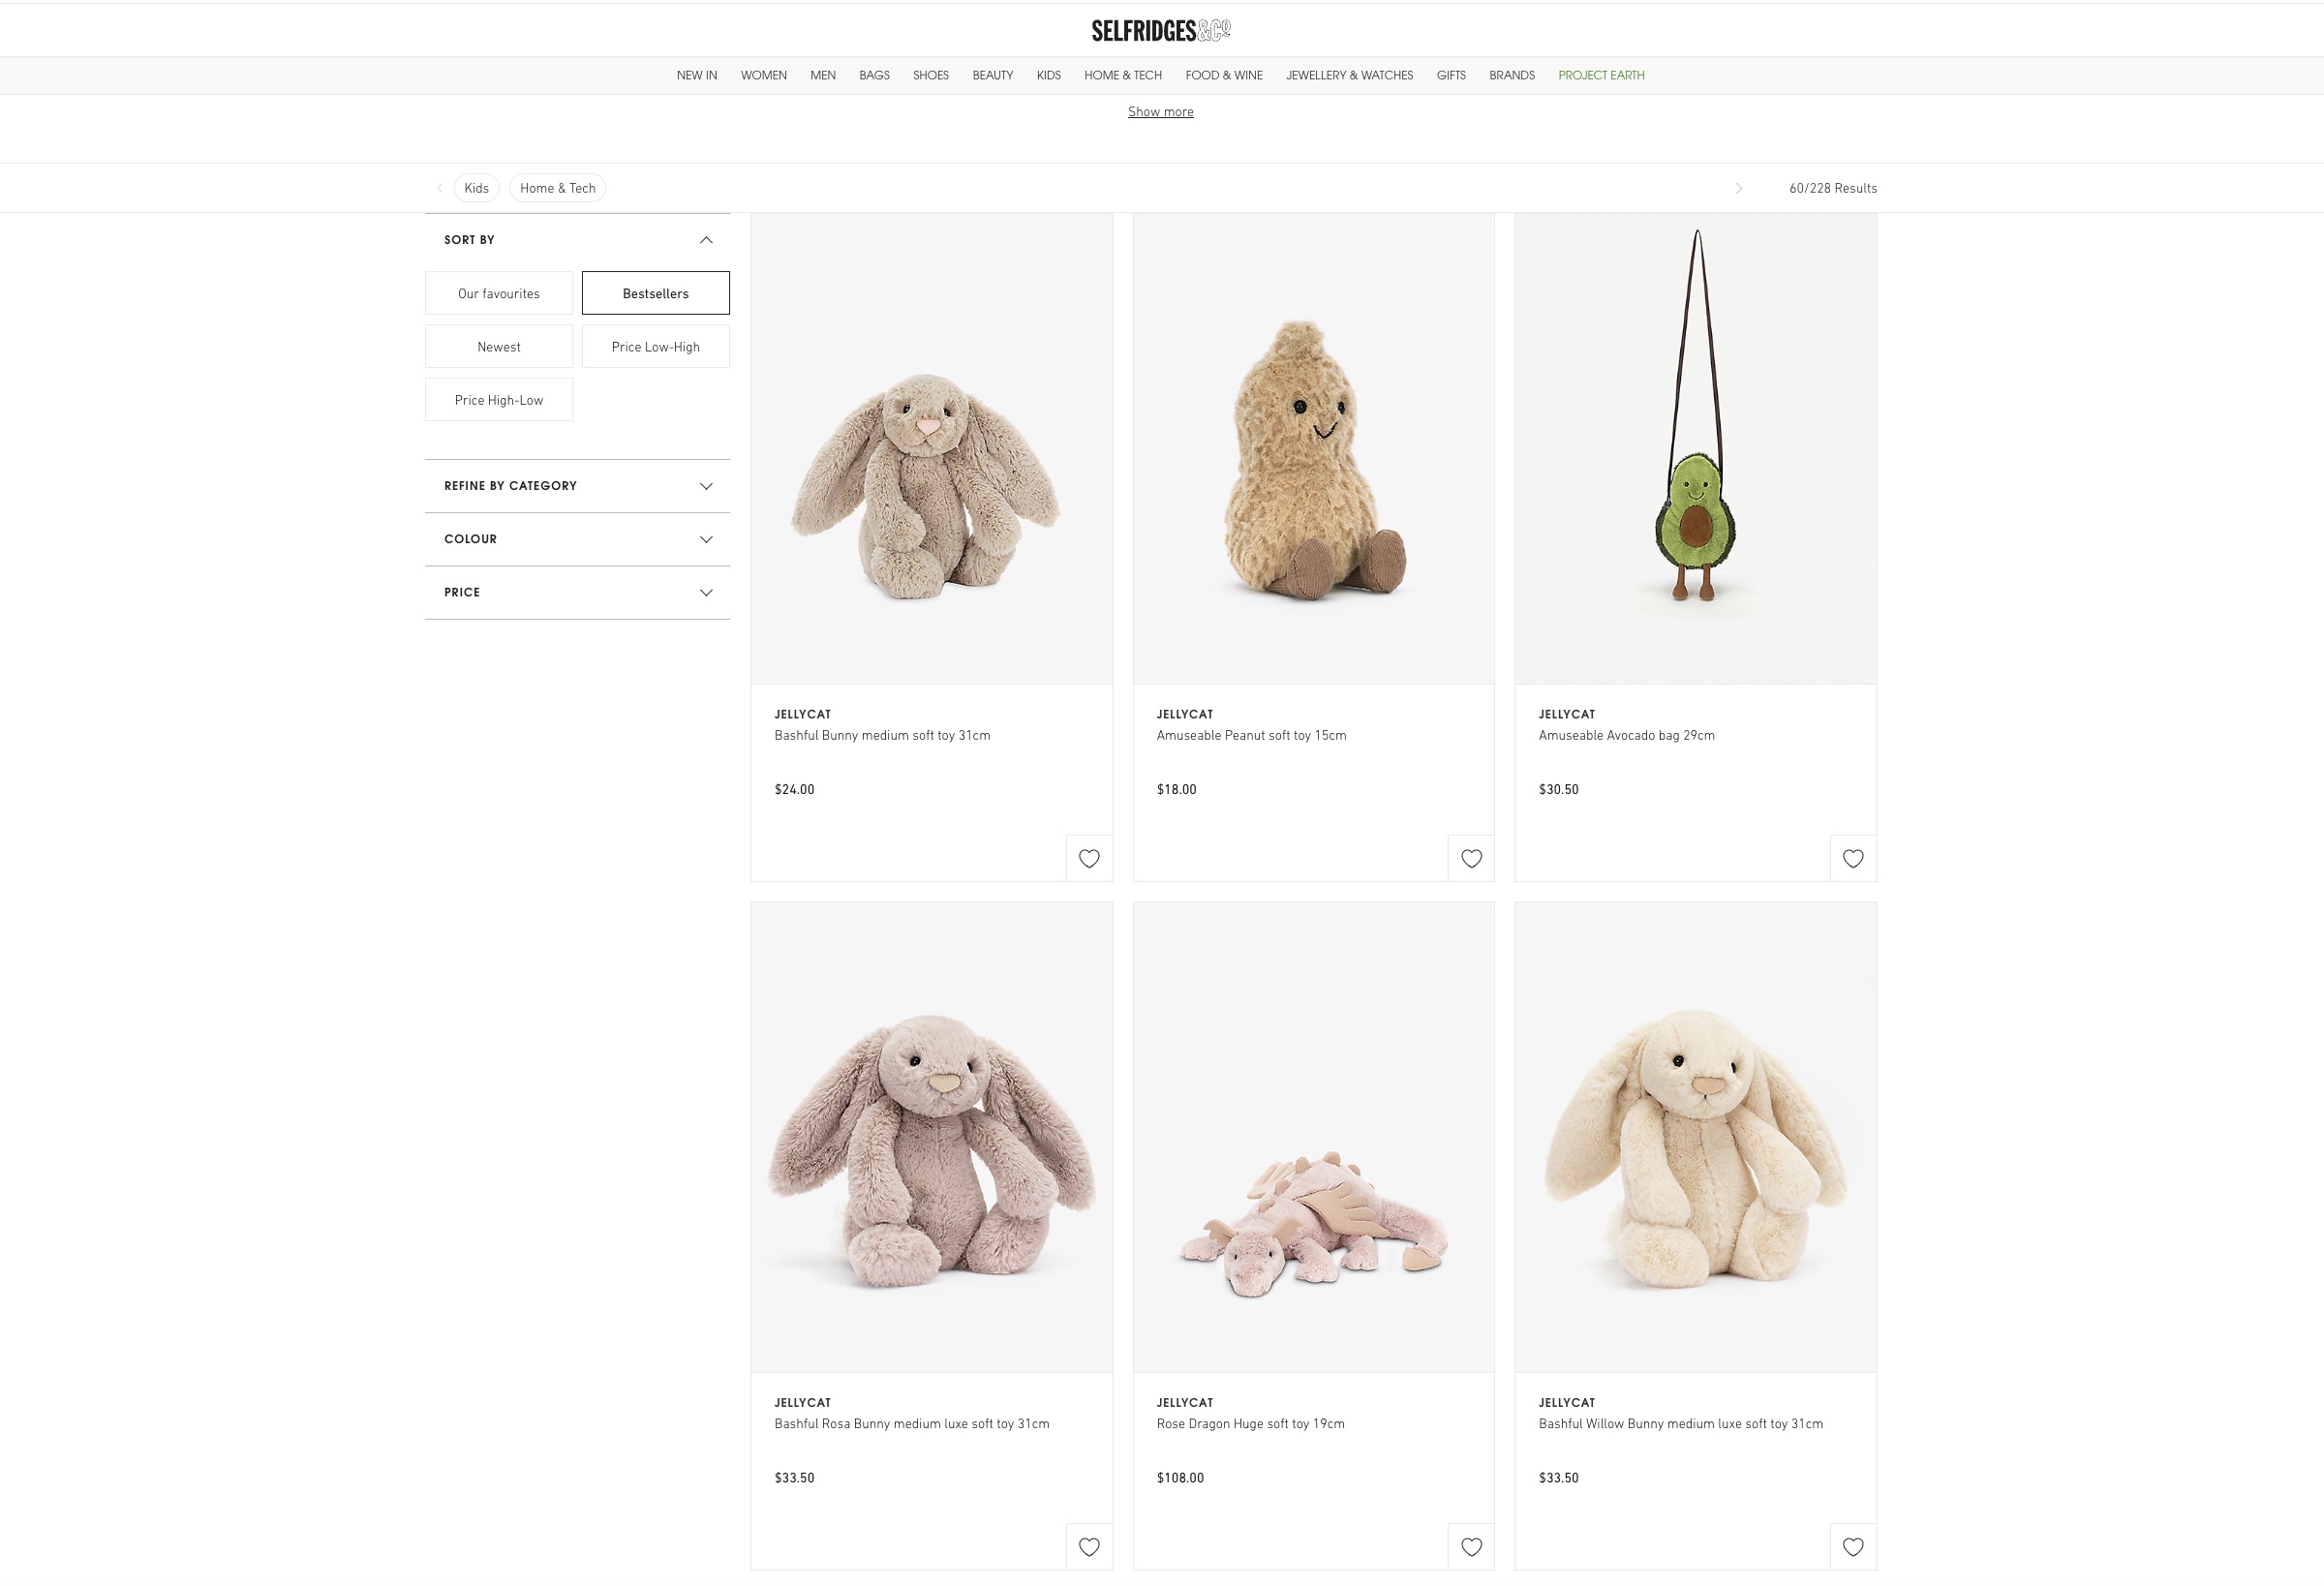 SELFRIDGES&Cº
NEW IN WOMEN MEN BAGS SHOES BEAUTY KIDS HOME & TECH FOOD & WINE JEWELLERY & WATCHES GIFTS BRANDS PROJECT EARTH
Show more
Kids Home & Tech 60/228 Results
SORT BY
Our favourites Bestsellers
Newest Price Low-High
Price High-Low
REFINE BY CATEGORY
COLOUR
PRICE
JELLYCAT
Bashful Bunny medium soft toy 31cm
$24.00
JELLYCAT
Amuseable Peanut soft toy 15cm
$18.00
JELLYCAT
Amuseable Avocado bag 29cm
$30.50
JELLYCAT
Bashful Rosa Bunny medium luxe soft toy 31cm
$33.50
JELLYCAT
Rose Dragon Huge soft toy 19cm
$108.00
JELLYCAT
Bashful Willow Bunny medium luxe soft toy 31cm
$33.50